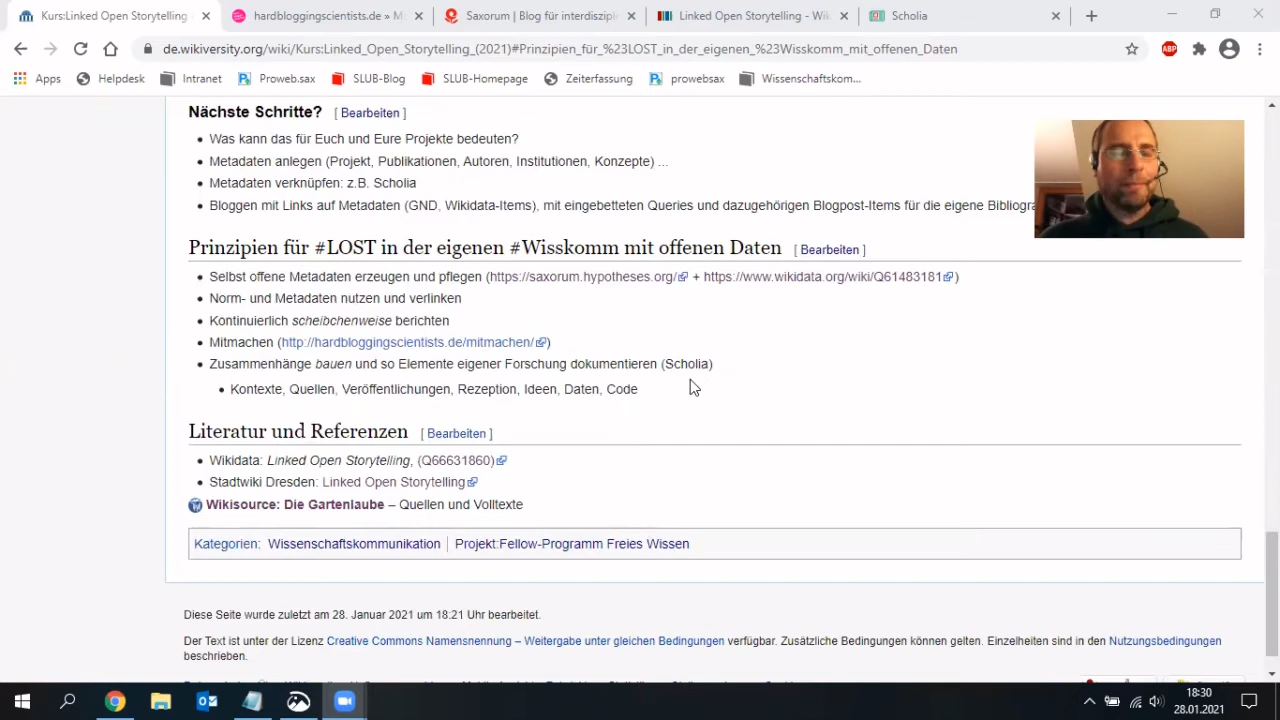 Kurs:Linked Open Storytelling
hardbloggingscientists.de » M
Saxorum | Blog für interdiszipl
Linked Open Storytelling - Wik
Scholia
de.wikiversity.org/wiki/Kurs:Linked_Open_Storytelling_(2021)#Prinzipien_für_%23LOST_in_der_eigenen_%23Wisskomm_mit_offenen_Daten
ABP
Apps Helpdesk Intranet Proweb.sax SLUB-Blog SLUB-Homepage Zeiterfassung prowebsax Wissenschaftskom...
Nächste Schritte? [ Bearbeiten ]
Was kann das für Euch und Eure Projekte bedeuten?
Metadaten anlegen (Projekt, Publikationen, Autoren, Institutionen, Konzepte) ...
Metadaten verknüpfen: z.B. Scholia
Bloggen mit Links auf Metadaten (GND, Wikidata-Items), mit eingebetteten Queries und dazugehörigen Blogpost-Items für die eigene Bibliogra
Prinzipien für #LOST in der eigenen #Wisskomm mit offenen Daten [ Bearbeiten ]
Selbst offene Metadaten erzeugen und pflegen (https://saxorum.hypotheses.org/ + https://www.wikidata.org/wiki/Q61483181)
Norm- und Metadaten nutzen und verlinken
Kontinuierlich scheibchenweise berichten
Mitmachen (http://hardbloggingscientists.de/mitmachen/)
Zusammenhänge bauen und so Elemente eigener Forschung dokumentieren (Scholia)
Kontexte, Quellen, Veröffentlichungen, Rezeption, Ideen, Daten, Code
Literatur und Referenzen [ Bearbeiten ]
Wikidata: Linked Open Storytelling, (Q66631860)
Stadtwiki Dresden: Linked Open Storytelling
Wikisource: Die Gartenlaube – Quellen und Volltexte
Kategorien: Wissenschaftskommunikation | Projekt:Fellow-Programm Freies Wissen
Diese Seite wurde zuletzt am 28. Januar 2021 um 18:21 Uhr bearbeitet.
Der Text ist unter der Lizenz Creative Commons Namensnennung – Weitergabe unter gleichen Bedingungen verfügbar. Zusätzliche Bedingungen können gelten. Einzelheiten sind in den Nutzungsbedingungen
beschrieben.
18:30
28.01.2021